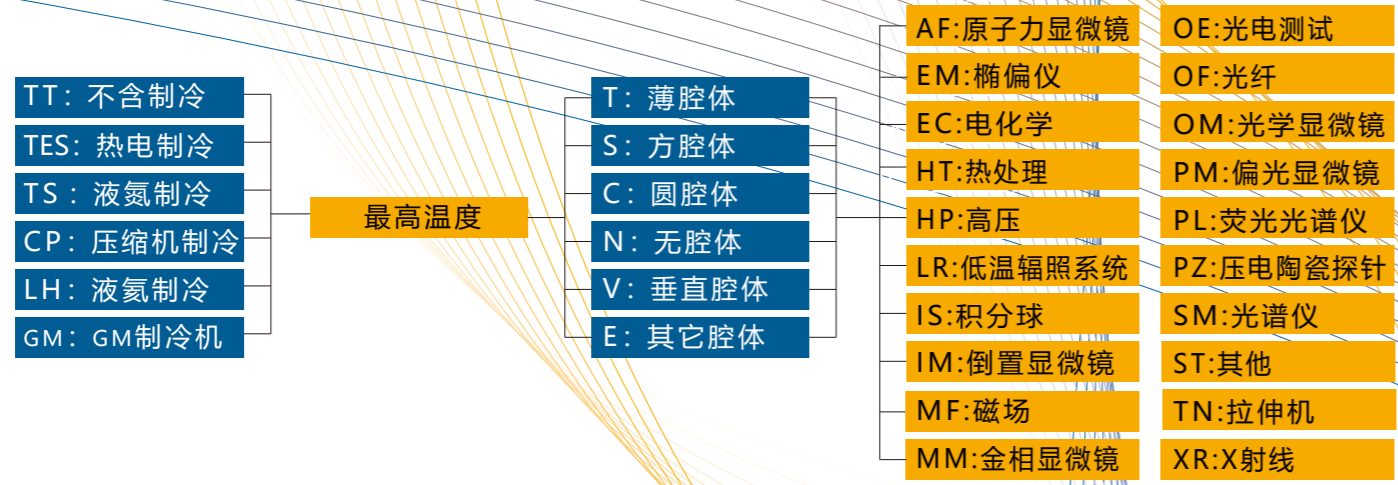 TT：不含制冷
TES：热电制冷
TS：液氮制冷
CP：压缩机制冷
LH：液氦制冷
GM：GM制冷机
最高温度
T：薄腔体
S：方腔体
C：圆腔体
N：无腔体
V：垂直腔体
E：其它腔体
AF:原子力显微镜
EM:椭偏仪
EC:电化学
HT:热处理
HP:高压
LR:低温辐照系统
IS:积分球
IM:倒置显微镜
MF:磁场
MM:金相显微镜
OE:光电测试
OF:光纤
OM:光学显微镜
PM:偏光显微镜
PL:荧光光谱仪
PZ:压电陶瓷探针
SM:光谱仪
ST:其他
TN:拉伸机
XR:X射线